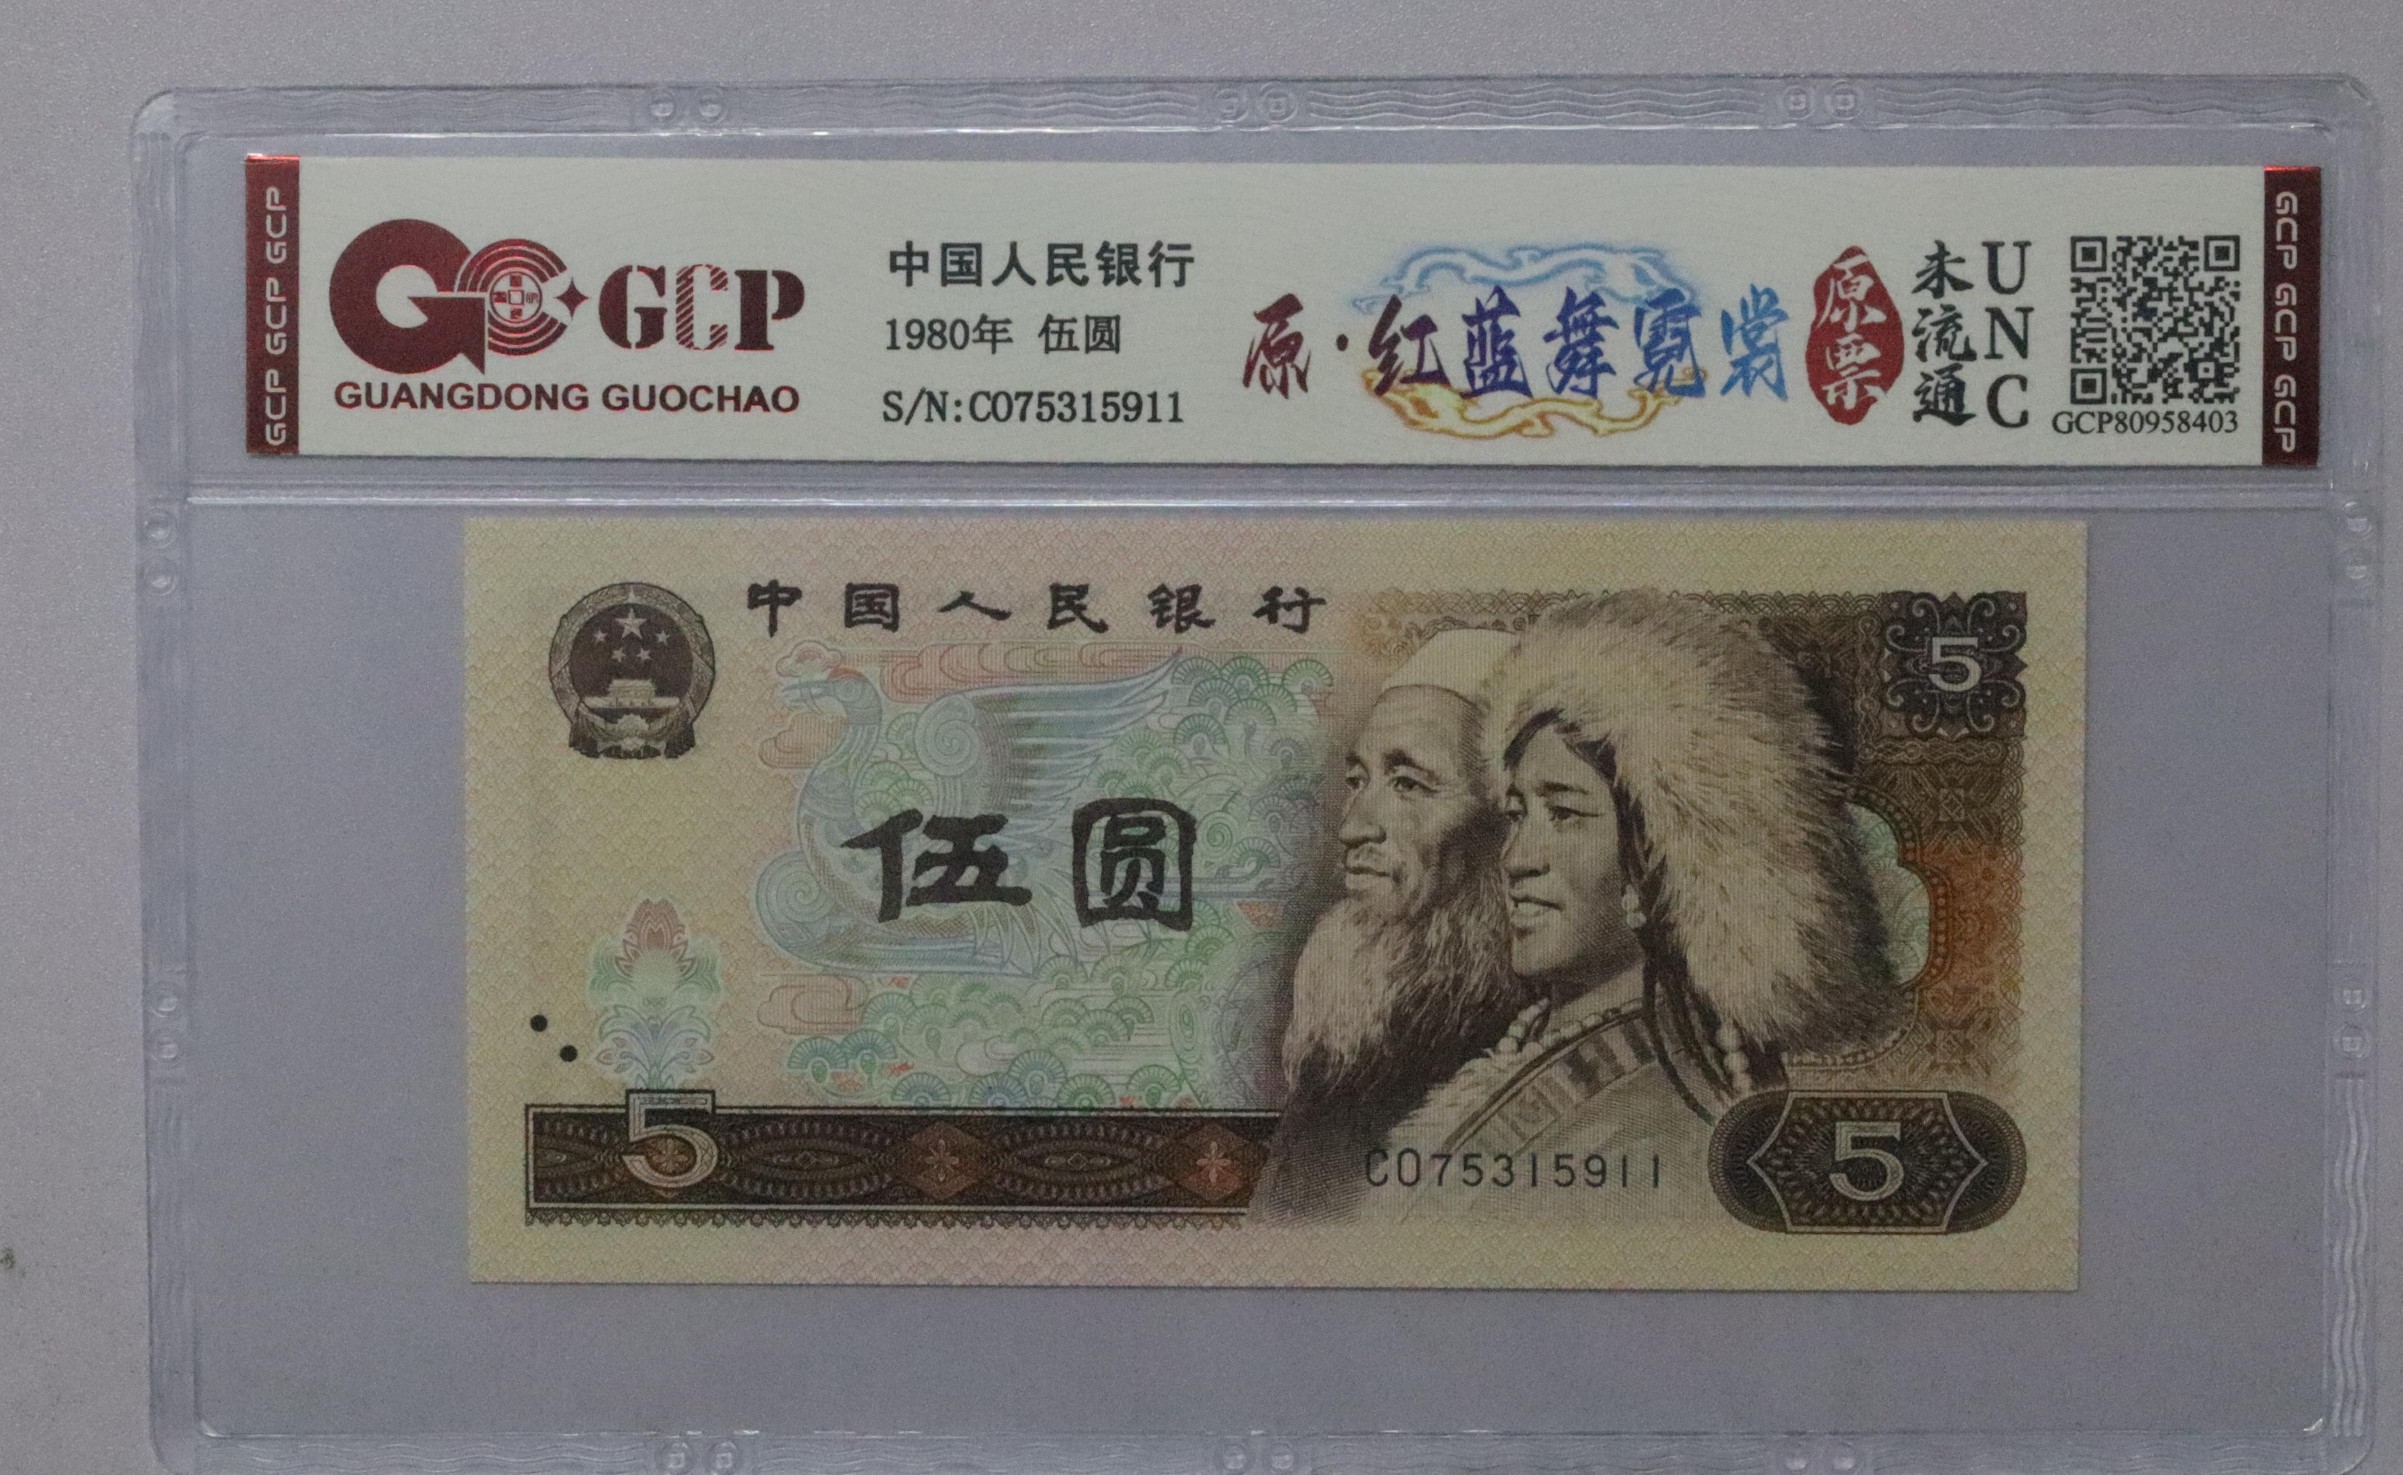 GCP GCP GCP
GCP
GUANGDONG GUOCHAO
中国人民银行
1980年 伍圆
S/N:CO75315911
原·红蓝舞霓裳
原票
未流通
UNC
GCP80958403
GCP GCP GCP
中国人民银行
5
伍圆
5
CO75315911
5